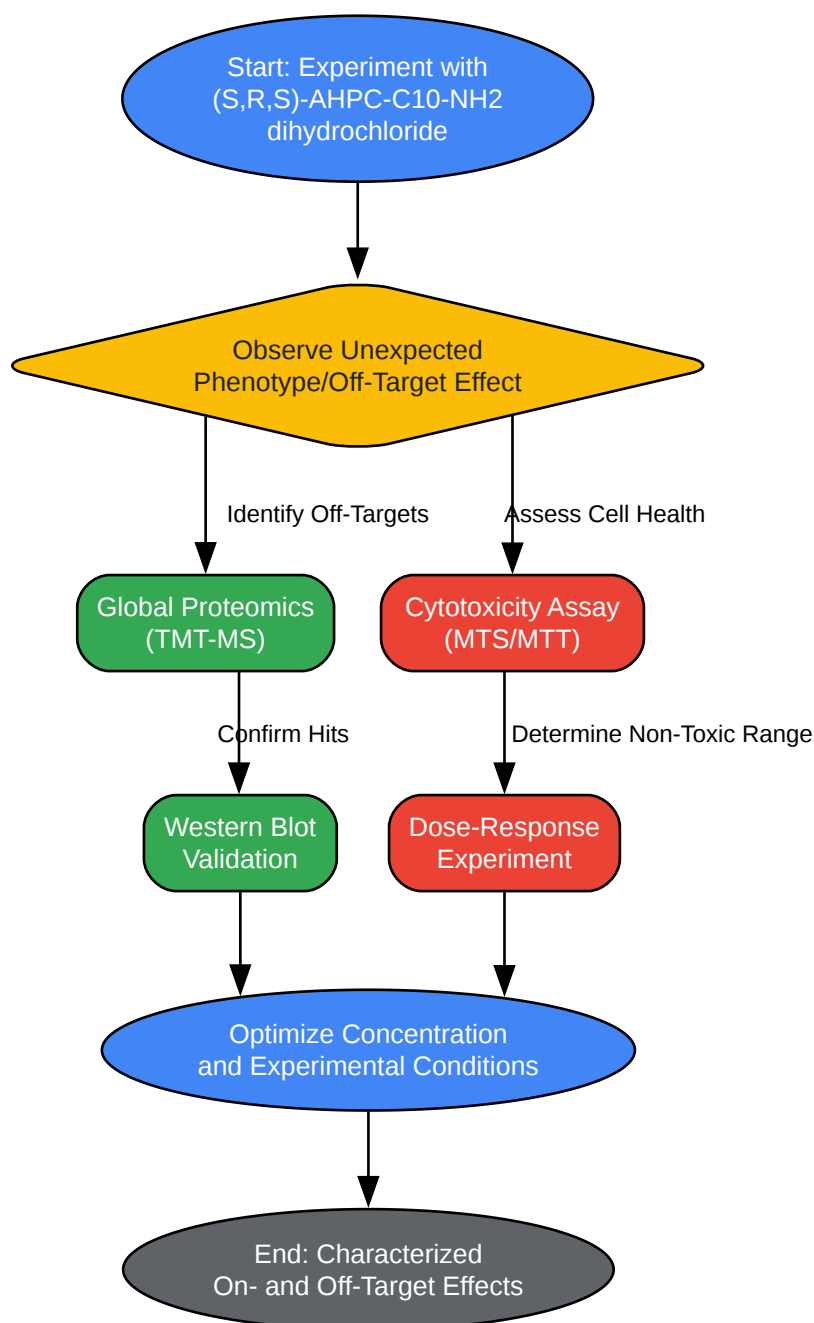 Start: Experiment with
(S,R,S)-AHPC-C10-NH2
dihydrochloride
Observe Unexpected
Phenotype/Off-Target Effect
Identify Off-Targets
Assess Cell Health
Global Proteomics
(TMT-MS)
Cytotoxicity Assay
(MTS/MTT)
Confirm Hits
Determine Non-Toxic Range
Western Blot
Validation
Dose-Response
Experiment
Optimize Concentration
and Experimental Conditions
End: Characterized
On- and Off-Target Effects